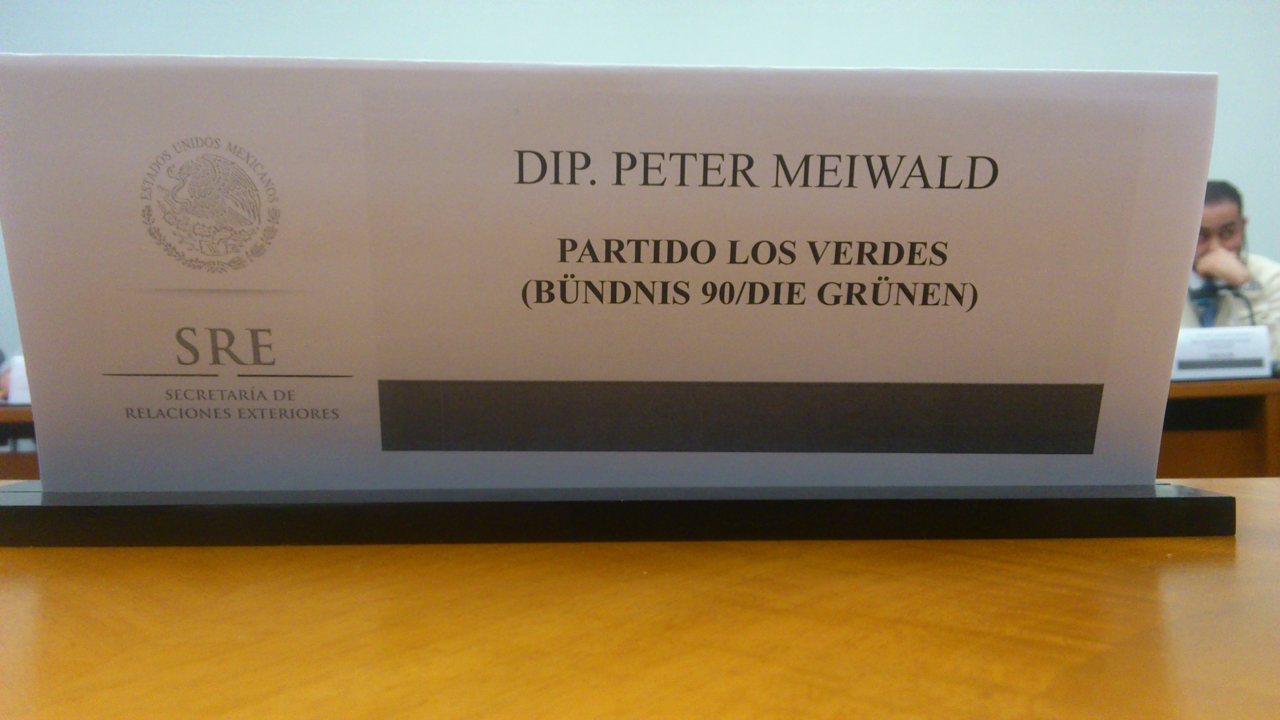 ESTADOS UNIDOS MEXICANOS
SRE
SECRETARÍA DE
RELACIONES EXTERIORES
DIP. PETER MEIWALD
PARTIDO LOS VERDES
(BÜNDNIS 90/DIE GRÜNEN)